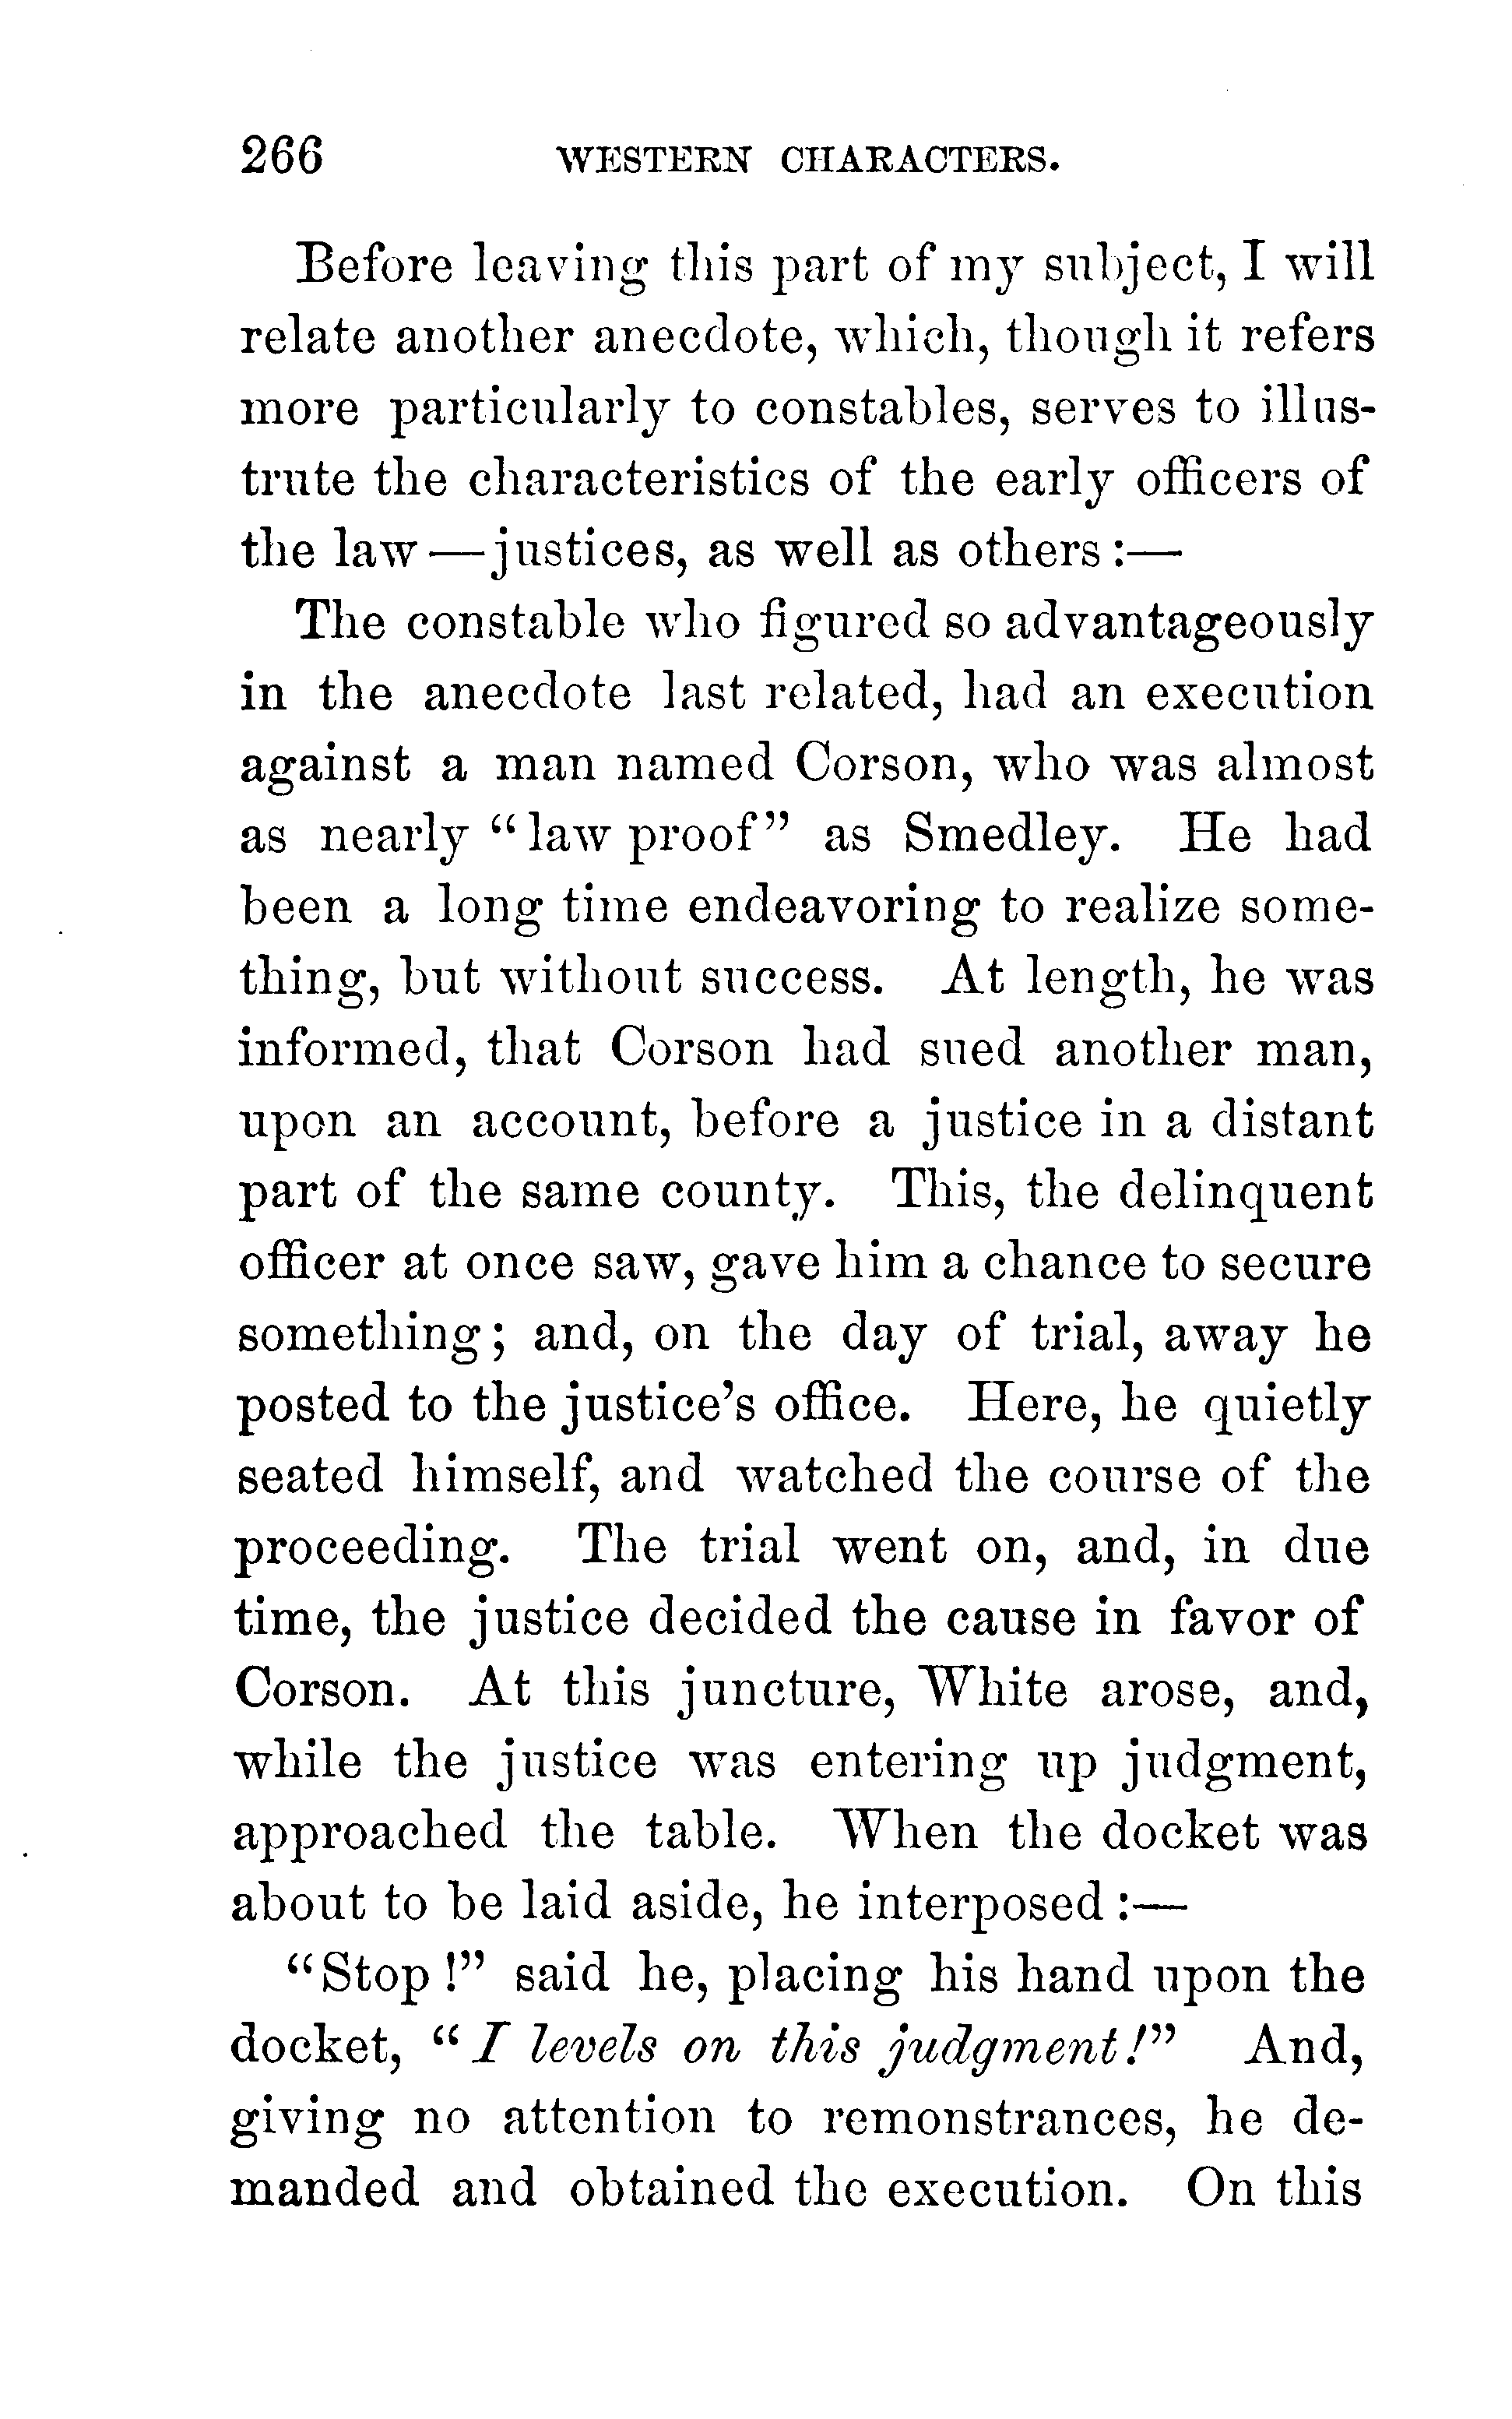 266 WESTERN CHARACTERS.
Before leaving this part of my subject, I will
relate another anecdote, which, though it refers
more particularly to constables, serves to illus-
trute the characteristics of the early officers of
the law—justices, as well as others:—
The constable who figured so advantageously
in the anecdote last related, had an execution
against a man named Corson, who was almost
as nearly "law proof" as Smedley. He had
been a long time endeavoring to realize some-
thing, but without success. At length, he was
informed, that Corson had sued another man,
upon an account, before a justice in a distant
part of the same county. This, the delinquent
officer at once saw, gave him a chance to secure
something; and, on the day of trial, away he
posted to the justice's office. Here, he quietly
seated himself, and watched the course of the
proceeding. The trial went on, and, in due
time, the justice decided the cause in favor of
Corson. At this juncture, White arose, and,
while the justice was entering up judgment,
approached the table. When the docket was
about to be laid aside, he interposed:—
"Stop!" said he, placing his hand upon the
docket, "I levels on this judgment!" And,
giving no attention to remonstrances, he de-
manded and obtained the execution. On this